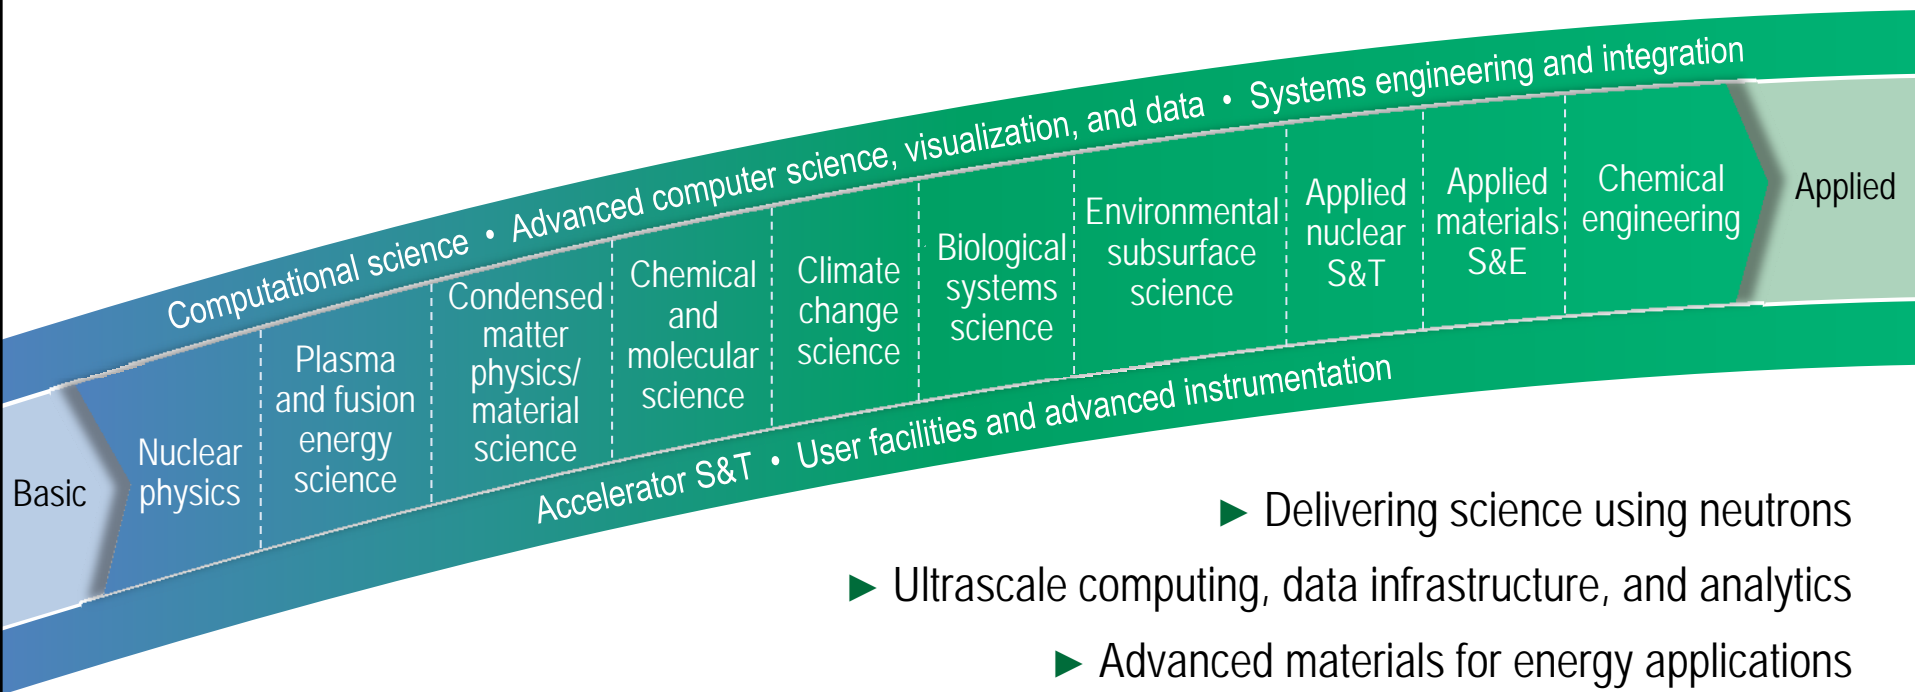 Computational science • Advanced computer science, visualization, and data • Systems engineering and integration
Basic
Nuclear
physics
Plasma
and fusion
energy
science
Condensed
matter
physics/
material
science
Chemical
and
molecular
science
Climate
change
science
Biological
systems
science
Environmental
subsurface
science
Applied
nuclear
S&T
Applied
materials
S&E
Chemical
engineering
Applied
Accelerator S&T • User facilities and advanced instrumentation
► Delivering science using neutrons
► Ultrascale computing, data infrastructure, and analytics
► Advanced materials for energy applications